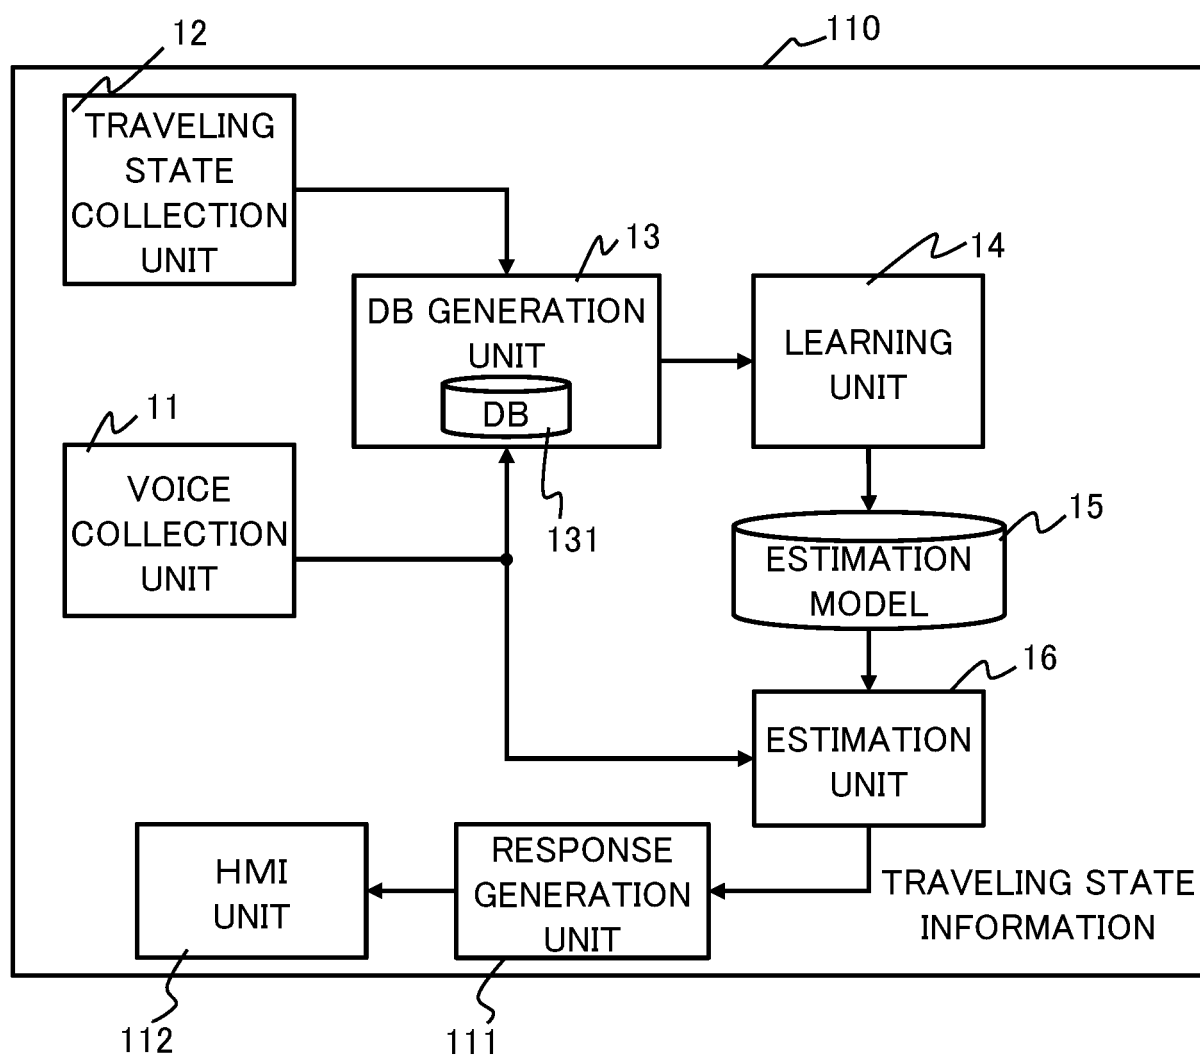 110
12
TRAVELING
STATE
COLLECTION
UNIT
13
DB GENERATION
UNIT
DB
131
14
LEARNING
UNIT
11
VOICE
COLLECTION
UNIT
15
ESTIMATION
MODEL
16
ESTIMATION
UNIT
TRAVELING STATE
INFORMATION
RESPONSE
GENERATION
UNIT
111
HMI
UNIT
112